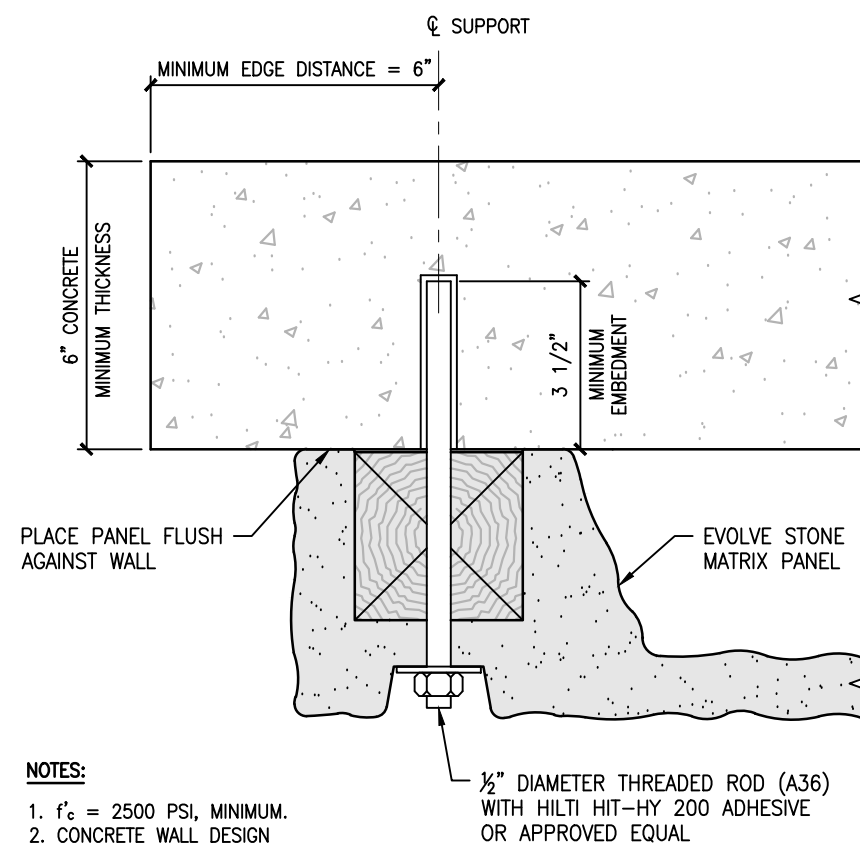 ℄ SUPPORT
MINIMUM EDGE DISTANCE = 6"
6" CONCRETE
MINIMUM THICKNESS
3 1/2"
MINIMUM
EMBEDMENT
PLACE PANEL FLUSH
AGAINST WALL
EVOLVE STONE
MATRIX PANEL
½" DIAMETER THREADED ROD (A36)
WITH HILTI HIT-HY 200 ADHESIVE
OR APPROVED EQUAL
NOTES:
1. f'c = 2500 PSI, MINIMUM.
2. CONCRETE WALL DESIGN